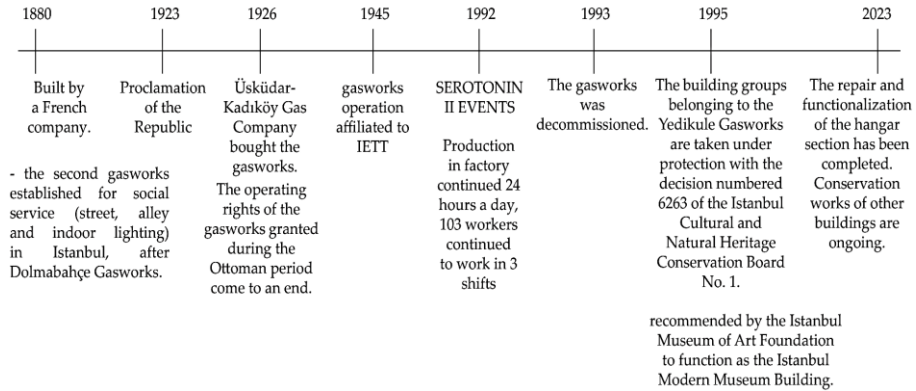 1880 1923 1926 1945 1992 1993 1995 2023
Built by
a French
company.
- the second gasworks
established for social
service (street, alley
and indoor lighting)
in Istanbul, after
Dolmabahçe Gasworks.
Proclamation
of the
Republic
Üsküdar-
Kadıköy Gas
Company
bought the
gasworks.
The operating
rights of the
gasworks granted
during the
Ottoman period
come to an end.
gasworks
operation
affiliated to
IETT
SEROTONIN
II EVENTS
Production
in factory
continued 24
hours a day,
103 workers
continued
to work in 3
shifts
The gasworks
was
decommissioned.
The building groups
belonging to the
Yedikule Gasworks
are taken under
protection with the
decision numbered
6263 of the Istanbul
Cultural and
Natural Heritage
Conservation Board
No. 1.
recommended by the Istanbul
Museum of Art Foundation
to function as the Istanbul
Modern Museum Building.
The repair and
functionalization
of the hangar
section has been
completed.
Conservation
works of other
buildings are
ongoing.